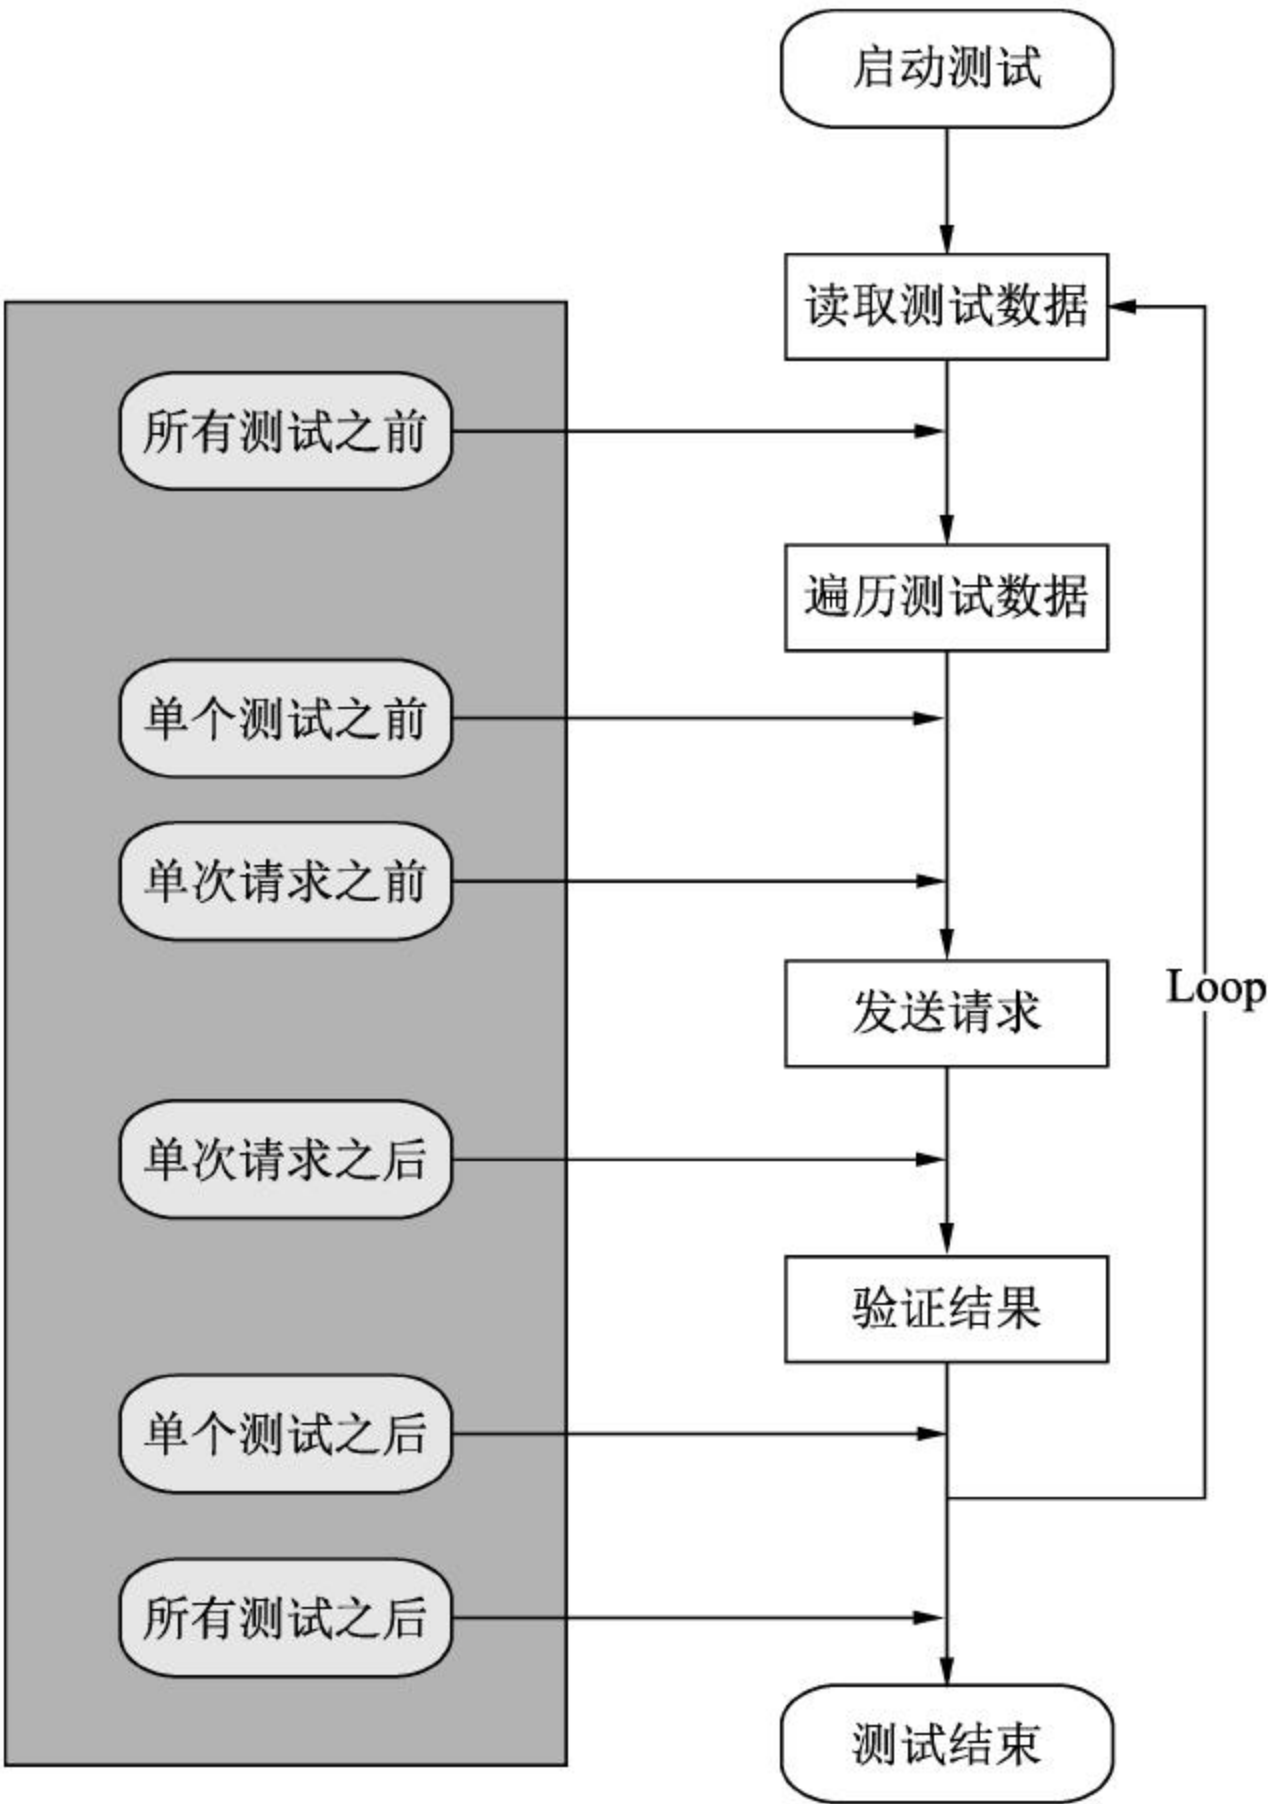 启动测试
读取测试数据
所有测试之前
遍历测试数据
单个测试之前
单次请求之前
Loop
发送请求
单次请求之后
验证结果
单个测试之后
所有测试之后
测试结束